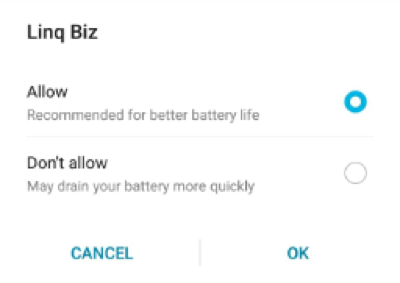 Linq Biz
Allow
Recommended for better battery life
Don't allow
May drain your battery more quickly
CANCEL
OK